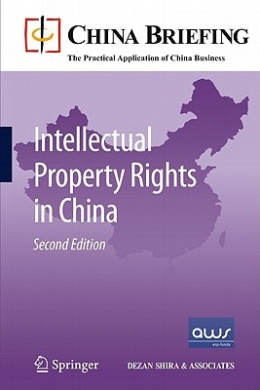 CHINA BRIEFING
The Practical Application of China Business
Intellectual
Property Rights
in China
Second Edition
aws
Springer
DEZAN SHIRA & ASSOCIATES